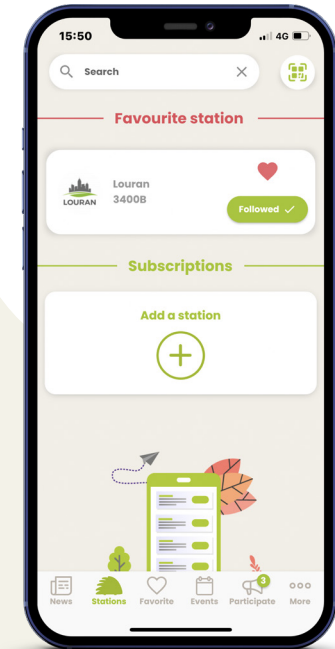 15:50
4G
Search
Favourite station
LOURAN
Louran
3400B
Followed
Subscriptions
Add a station
3
News Stations Favorite Events Participate More